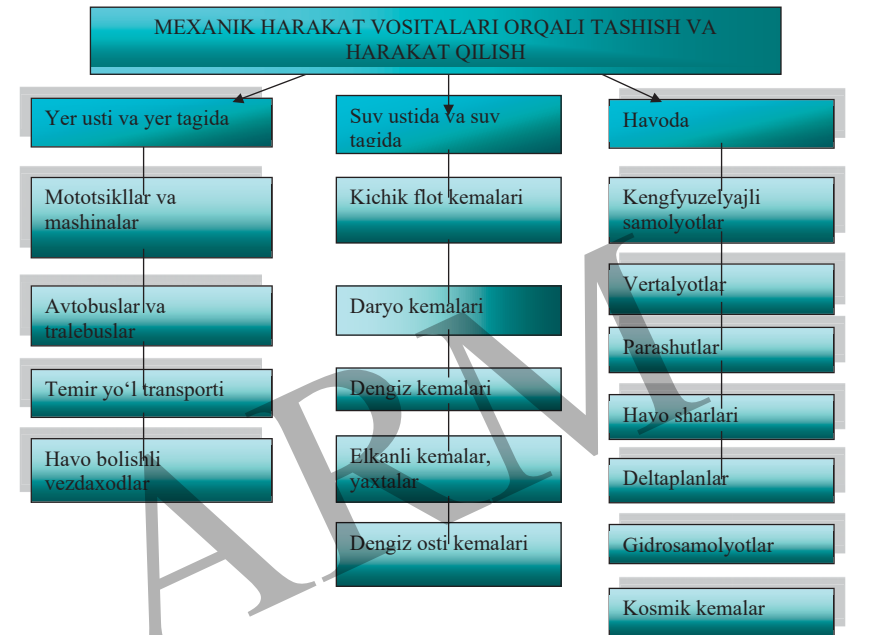 MEXANIK HARAKAT VOSITALARI ORQALI TASHISH VA
HARAKAT QILISH
Yer usti va yer tagida
Mototsikllar va
mashinalar
Avtobuslar va
tralebuslar
Temir yo‘l transporti
Havo bolishli
vezdaxodlar
Suv ustida va suv
tagida
Kichik flot kemalari
Daryo kemalari
Dengiz kemalari
Elkanli kemalar,
yaxtalar
Dengiz osti kemalari
Havoda
Kengfyuzelyajli
samolyotlar
Vertalyotlar
Parashutlar
Havo sharlari
Deltaplanlar
Gidrosamolyotlar
Kosmik kemalar
ARM